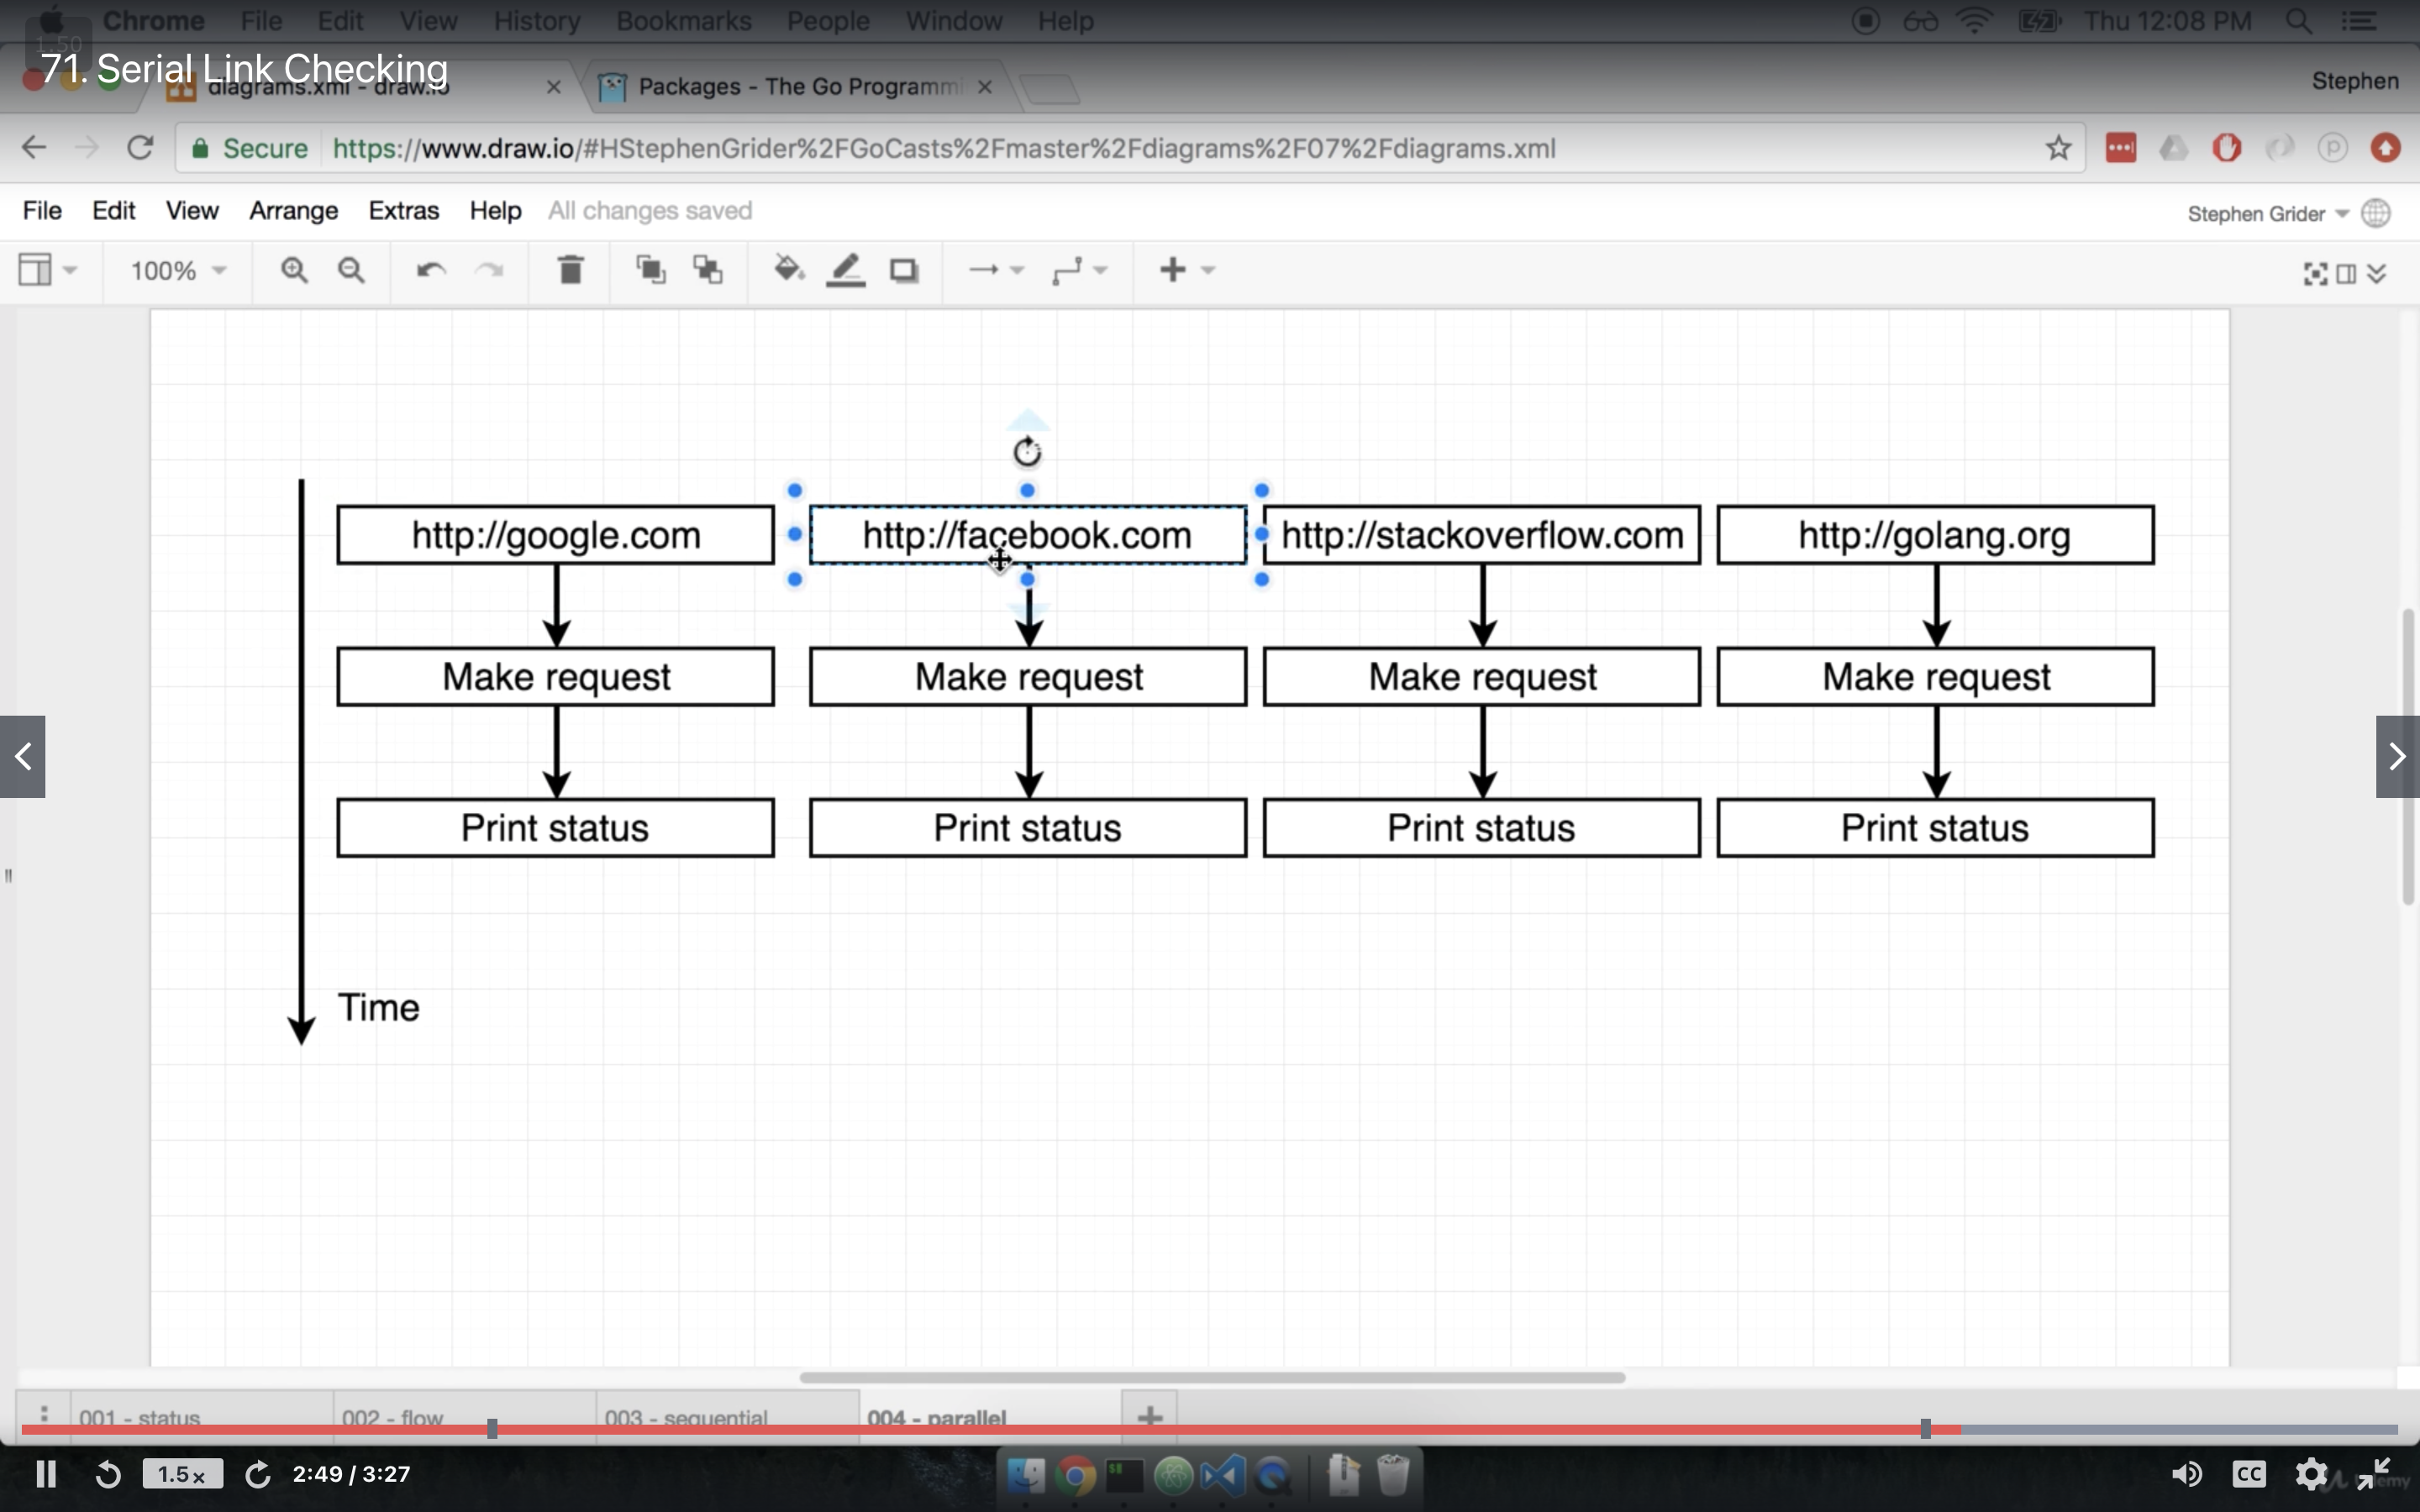 Chrome File Edit View History Bookmarks People Window Help Thu 12:08 PM
1.50
71. Serial Link Checking
diagrams.xml - draw.io
Packages - The Go Programmi
Stephen
Secure https://www.draw.io/#HStephenGrider%2FGoCasts%2Fmaster%2Fdiagrams%2F07%2Fdiagrams.xml
File Edit View Arrange Extras Help All changes saved
Stephen Grider
100%
http://google.com http://facebook.com http://stackoverflow.com http://golang.org
Make request Make request Make request Make request
Print status Print status Print status Print status
Time
001 - status 002 - flow 003 - sequential 004 - parallel
1.5x 2:49 / 3:27
CC